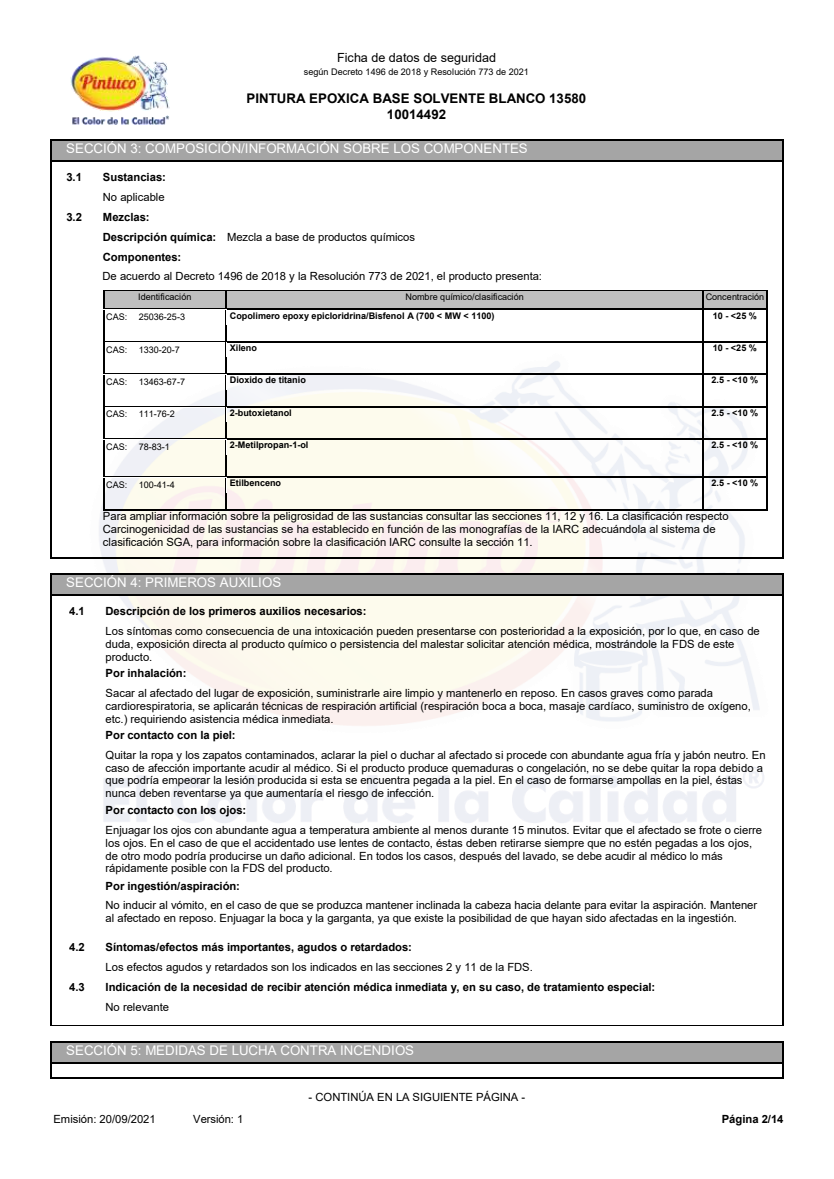 Pintuco
El Color de la Calidad®
Ficha de datos de seguridad
según Decreto 1496 de 2018 y Resolución 773 de 2021
PINTURA EPOXICA BASE SOLVENTE BLANCO 13580
10014492
SECCIÓN 3: COMPOSICIÓN/INFORMACIÓN SOBRE LOS COMPONENTES
3.1 Sustancias:
No aplicable
3.2 Mezclas:
Descripción química: Mezcla a base de productos químicos
Componentes:
De acuerdo al Decreto 1496 de 2018 y la Resolución 773 de 2021, el producto presenta:
Identificación Nombre químico/clasificación Concentración
CAS: 25036-25-3 Copolimero epoxy epicloridrina/Bisfenol A (700 < MW < 1100) 10 - <25 %
CAS: 1330-20-7 Xileno 10 - <25 %
CAS: 13463-67-7 Dioxido de titanio 2.5 - <10 %
CAS: 111-76-2 2-butoxietanol 2.5 - <10 %
CAS: 78-83-1 2-Metilpropan-1-ol 2.5 - <10 %
CAS: 100-41-4 Etilbenceno 2.5 - <10 %
Para ampliar información sobre la peligrosidad de las sustancias consultar las secciones 11, 12 y 16. La clasificación respecto
Carcinogenicidad de las sustancias se ha establecido en función de las monografías de la IARC adecuándola al sistema de
clasificación SGA, para información sobre la clasificación IARC consulte la sección 11.
SECCIÓN 4: PRIMEROS AUXILIOS
4.1 Descripción de los primeros auxilios necesarios:
Los síntomas como consecuencia de una intoxicación pueden presentarse con posterioridad a la exposición, por lo que, en caso de
duda, exposición directa al producto químico o persistencia del malestar solicitar atención médica, mostrándole la FDS de este
producto.
Por inhalación:
Sacar al afectado del lugar de exposición, suministrarle aire limpio y mantenerlo en reposo. En casos graves como parada
cardiorespiratoria, se aplicarán técnicas de respiración artificial (respiración boca a boca, masaje cardíaco, suministro de oxígeno,
etc.) requiriendo asistencia médica inmediata.
Por contacto con la piel:
Quitar la ropa y los zapatos contaminados, aclarar la piel o duchar al afectado si procede con abundante agua fría y jabón neutro. En
caso de afección importante acudir al médico. Si el producto produce quemaduras o congelación, no se debe quitar la ropa debido a
que podría empeorar la lesión producida si esta se encuentra pegada a la piel. En el caso de formarse ampollas en la piel, éstas
nunca deben reventarse ya que aumentaría el riesgo de infección.
Por contacto con los ojos:
Enjuagar los ojos con abundante agua a temperatura ambiente al menos durante 15 minutos. Evitar que el afectado se frote o cierre
los ojos. En el caso de que el accidentado use lentes de contacto, éstas deben retirarse siempre que no estén pegadas a los ojos,
de otro modo podría producirse un daño adicional. En todos los casos, después del lavado, se debe acudir al médico lo más
rápidamente posible con la FDS del producto.
Por ingestión/aspiración:
No inducir al vómito, en el caso de que se produzca mantener inclinada la cabeza hacia delante para evitar la aspiración. Mantener
al afectado en reposo. Enjuagar la boca y la garganta, ya que existe la posibilidad de que hayan sido afectadas en la ingestión.
4.2 Síntomas/efectos más importantes, agudos o retardados:
Los efectos agudos y retardados son los indicados en las secciones 2 y 11 de la FDS.
4.3 Indicación de la necesidad de recibir atención médica inmediata y, en su caso, de tratamiento especial:
No relevante
SECCIÓN 5: MEDIDAS DE LUCHA CONTRA INCENDIOS
- CONTINÚA EN LA SIGUIENTE PÁGINA -
Emisión: 20/09/2021 Versión: 1 Página 2/14
Pintuco
El Color de la Calidad®